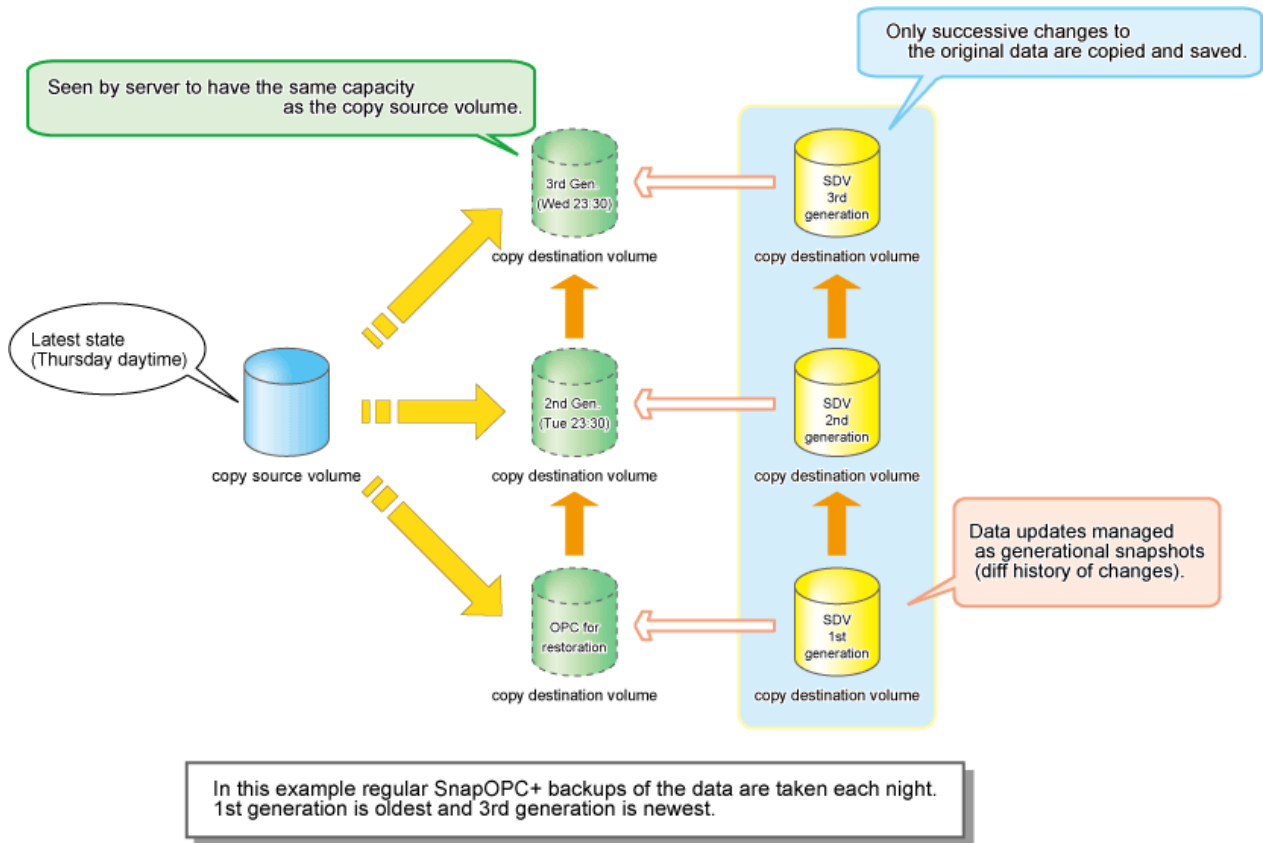 Only successive changes to
the original data are copied and saved.
Seen by server to have the same capacity
as the copy source volume.
3rd Gen.
(Wed 23:30)
copy destination volume
SDV
3rd
generation
copy destination volume
Latest state
(Thursday daytime)
copy source volume
2nd Gen.
(Tue 23:30)
copy destination volume
SDV
2nd
generation
copy destination volume
Data updates managed
as generational snapshots
(diff history of changes).
OPC for
restoration
copy destination volume
SDV
1st
generation
copy destination volume
In this example regular SnapOPC+ backups of the data are taken each night.
1st generation is oldest and 3rd generation is newest.